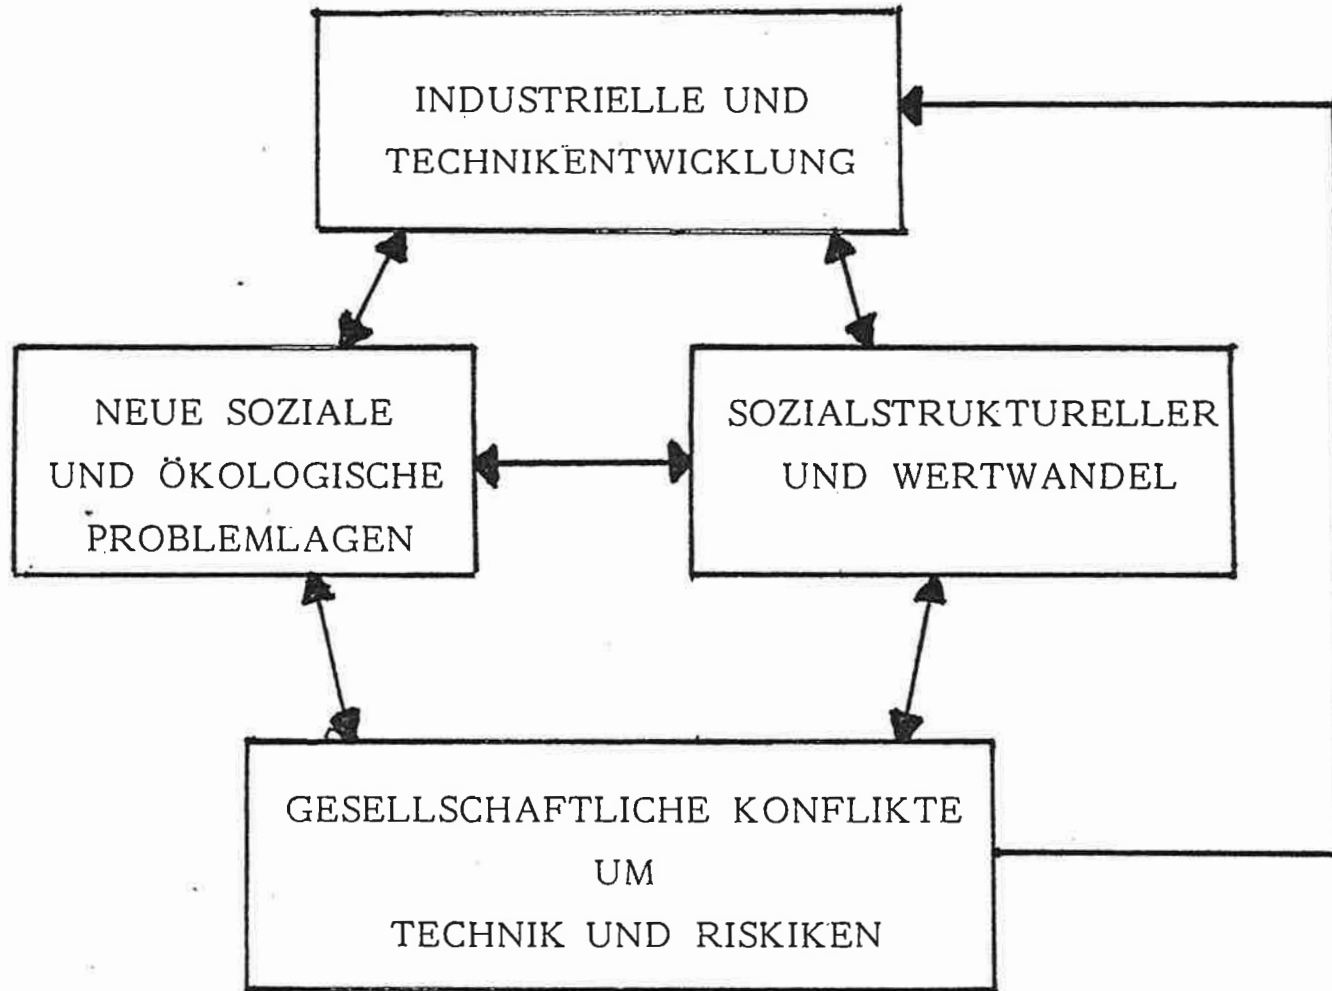 INDUSTRIELLE UND
TECHNIKENTWICKLUNG
NEUE SOZIALE
UND ÖKOLOGISCHE
PROBLEMLAGEN
SOZIALSTRUKTURELLER
UND WERTWANDEL
GESELLSCHAFTLICHE KONFLIKTE
UM
TECHNIK UND RISKIKEN